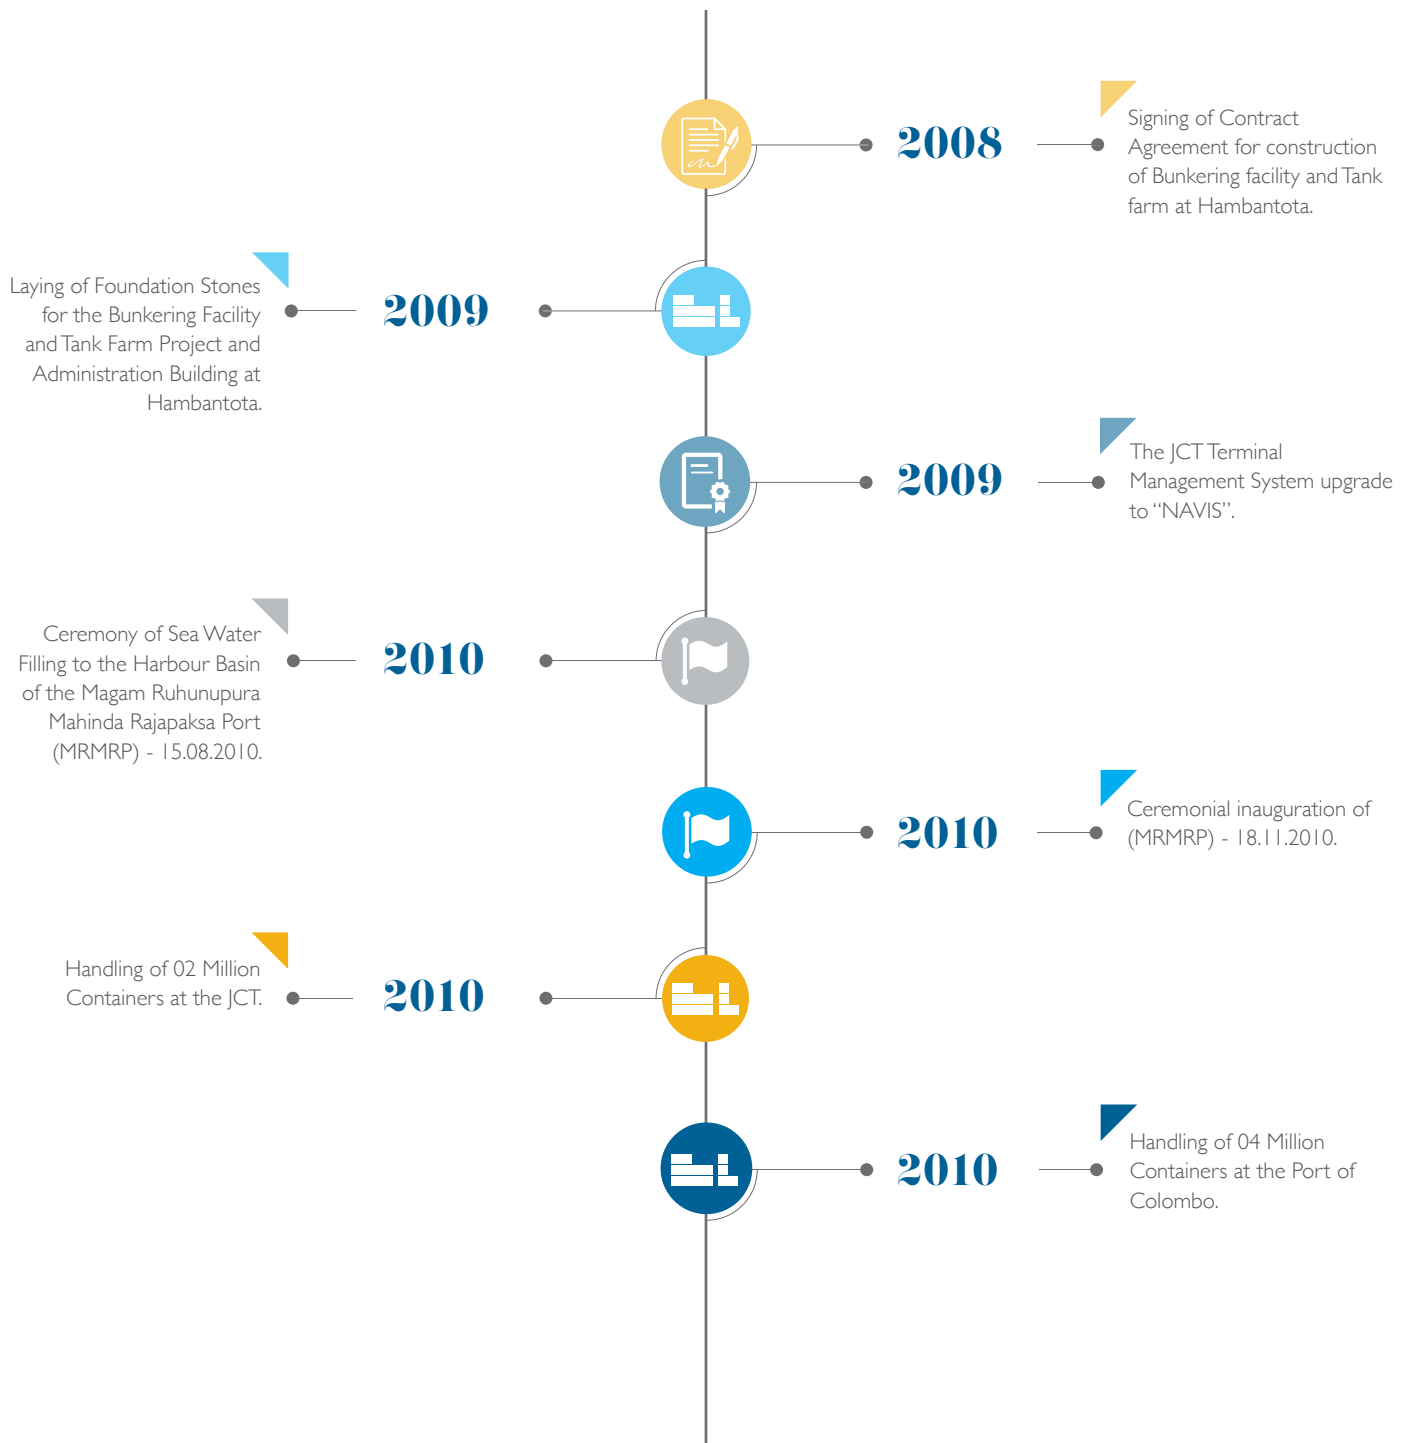 2008
Signing of Contract
Agreement for construction
of Bunkering facility and Tank
farm at Hambantota.
Laying of Foundation Stones
for the Bunkering Facility
and Tank Farm Project and
Administration Building at
Hambantota.
2009
2009
The JCT Terminal
Management System upgrade
to “NAVIS”.
Ceremony of Sea Water
Filling to the Harbour Basin
of the Magam Ruhunupura
Mahinda Rajapaksa Port
(MRMRP) - 15.08.2010.
2010
2010
Ceremonial inauguration of
(MRMRP) - 18.11.2010.
Handling of 02 Million
Containers at the JCT.
2010
2010
Handling of 04 Million
Containers at the Port of
Colombo.